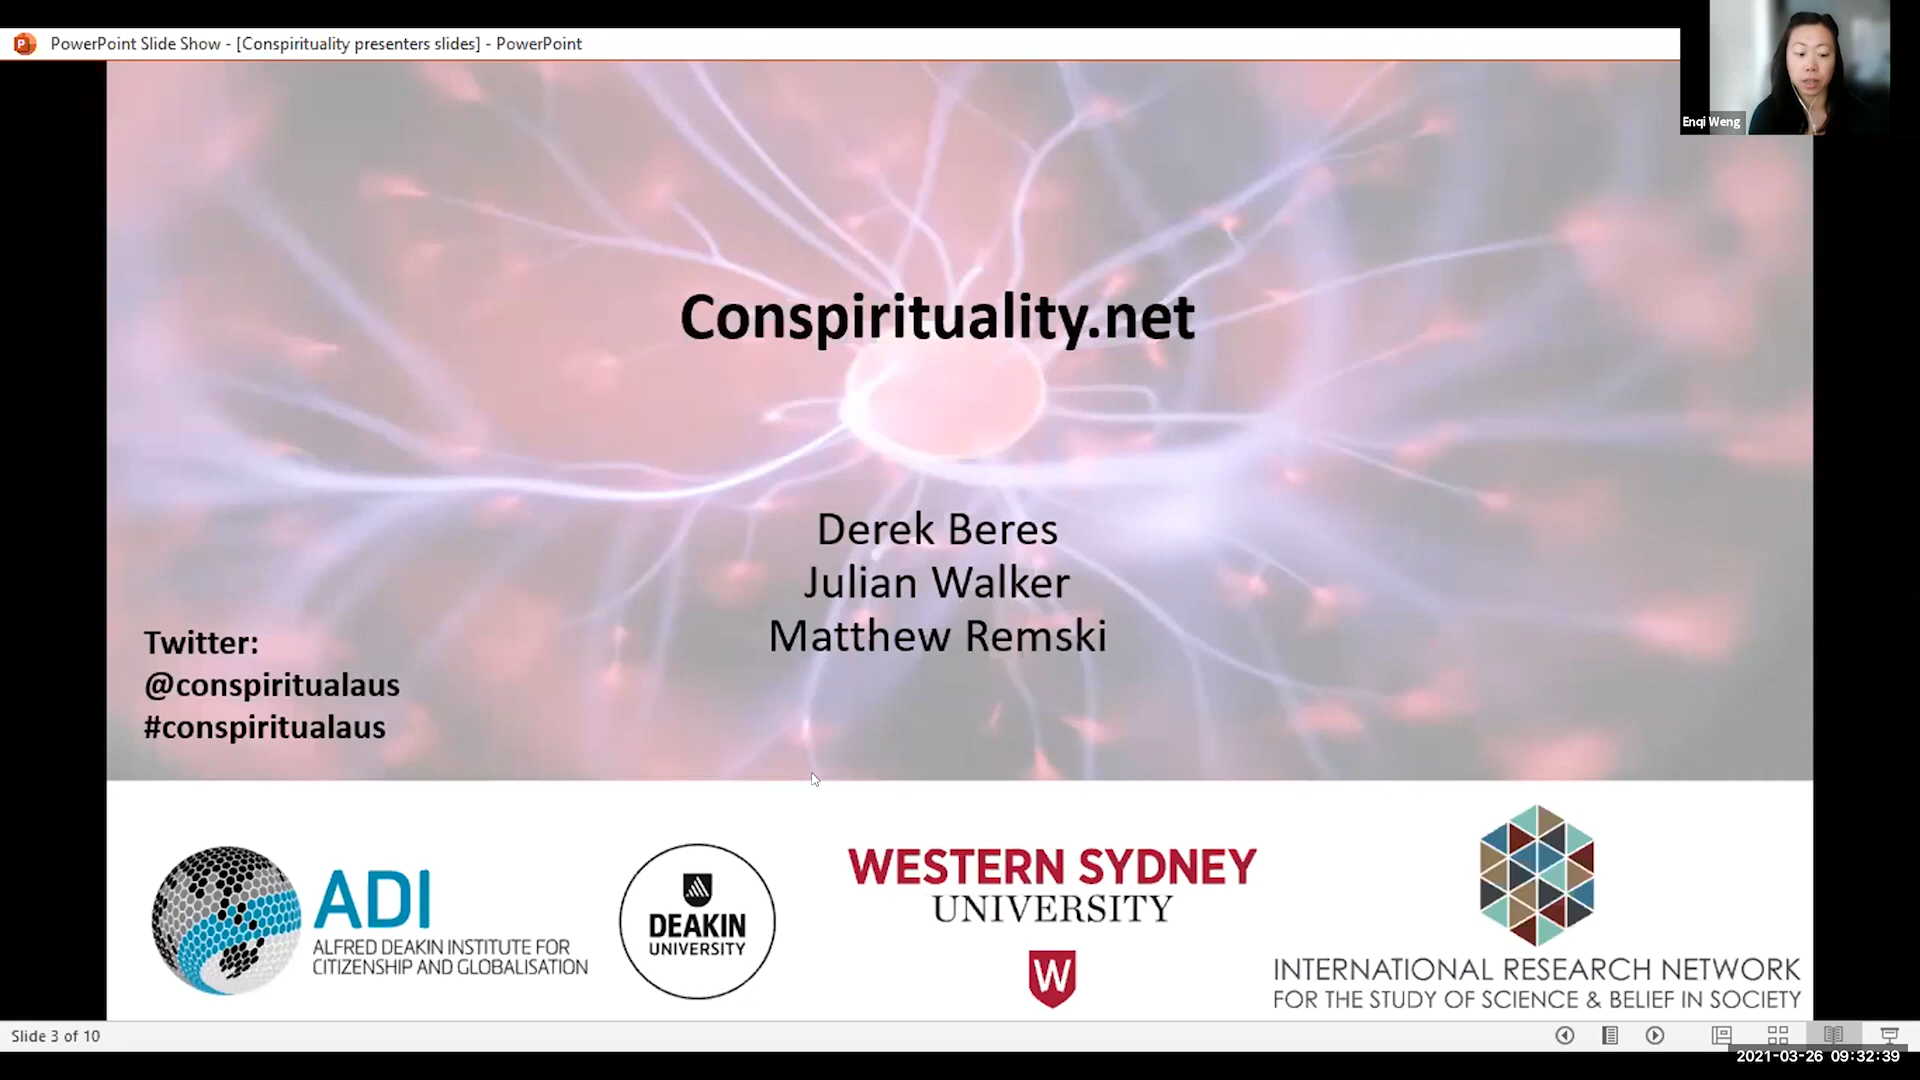 PowerPoint Slide Show - [Conspirituality presenters slides] - PowerPoint
Enqi Weng
Conspirituality.net
Derek Beres
Julian Walker
Matthew Remski
Twitter:
@conspiritualaus
#conspiritualaus
ADI
ALFRED DEAKIN INSTITUTE FOR
CITIZENSHIP AND GLOBALISATION
DEAKIN
UNIVERSITY
WESTERN SYDNEY
UNIVERSITY
W
INTERNATIONAL RESEARCH NETWORK
FOR THE STUDY OF SCIENCE & BELIEF IN SOCIETY
Slide 3 of 10
2021-03-26 09:32:39